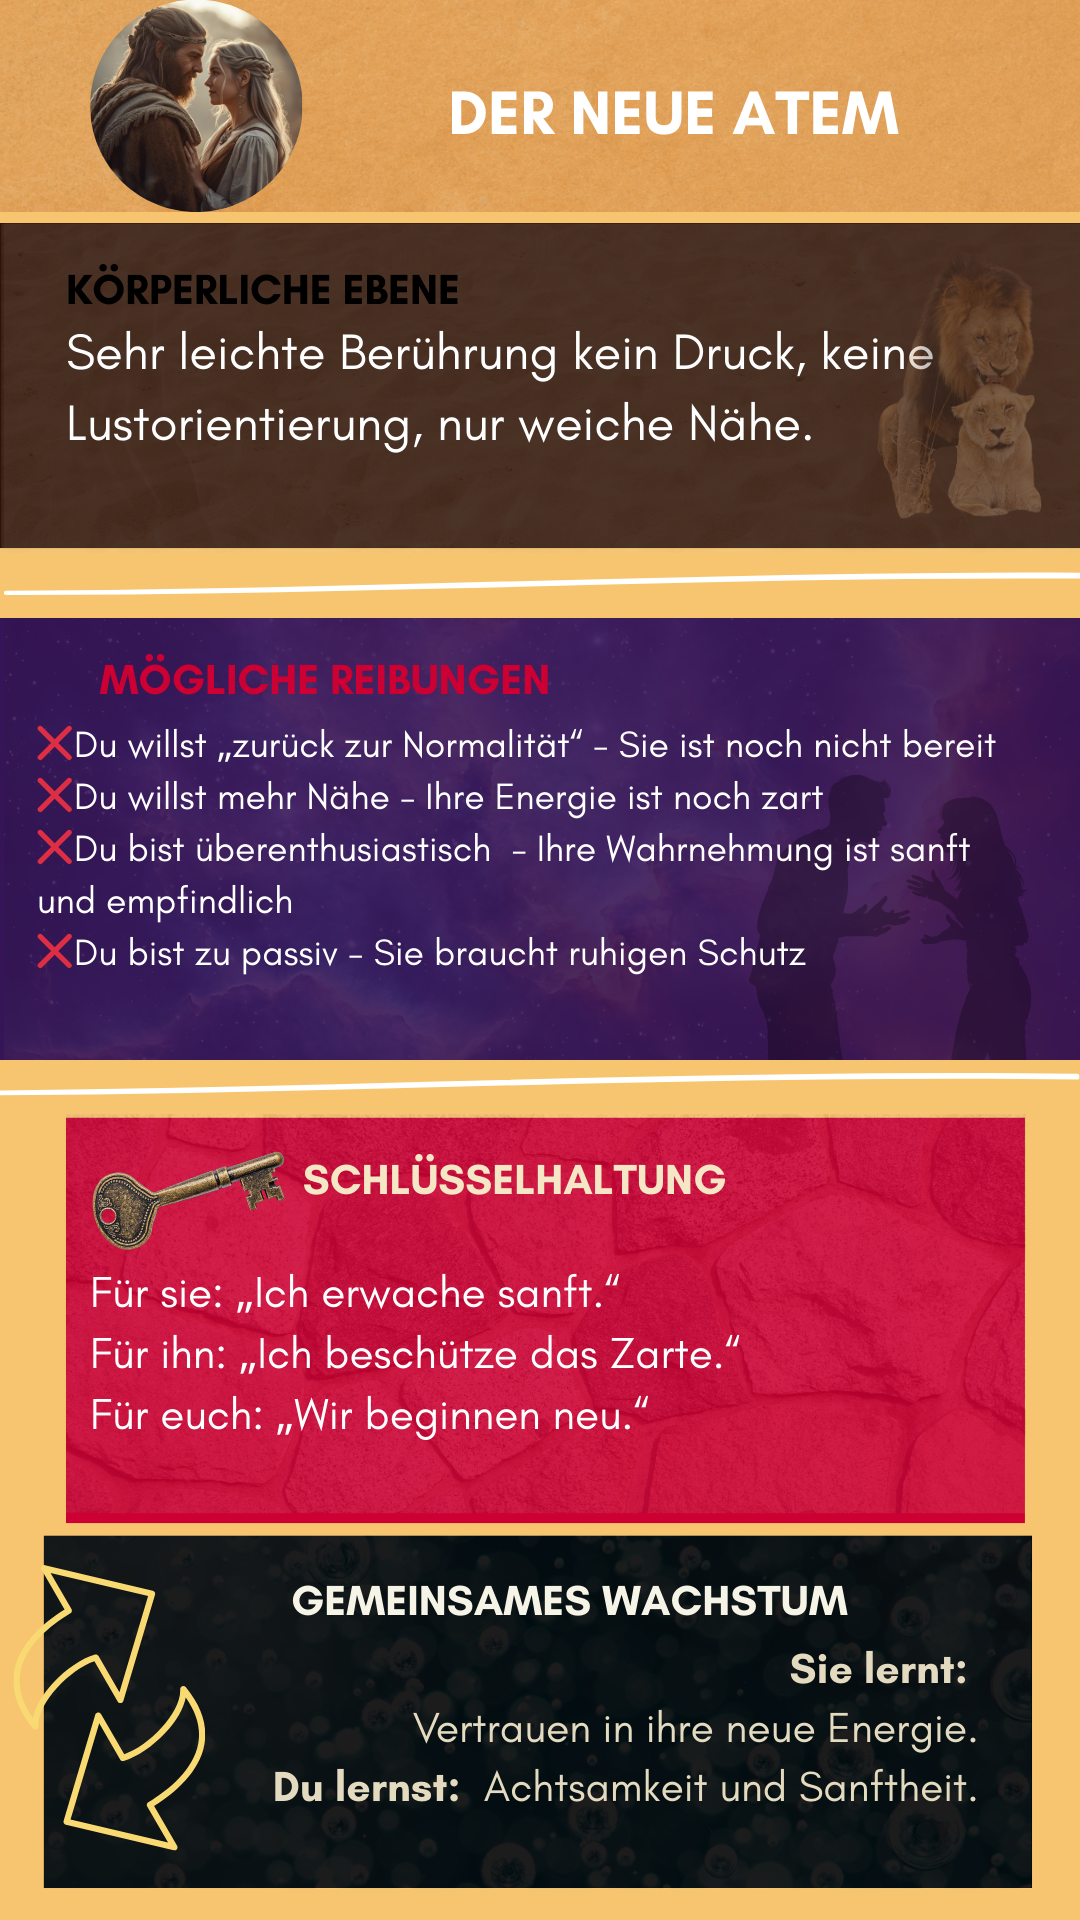 DER NEUE ATEM
KÖRPERLICHE EBENE
Sehr leichte Berührung kein Druck, keine
Lustorientierung, nur weiche Nähe.
MÖGLICHE REIBUNGEN
❌Du willst „zurück zur Normalität“ – Sie ist noch nicht bereit
❌Du willst mehr Nähe – Ihre Energie ist noch zart
❌Du bist überenthusiastisch  – Ihre Wahrnehmung ist sanft
und empfindlich
❌Du bist zu passiv – Sie braucht ruhigen Schutz
SCHLÜSSELHALTUNG
Für sie: „Ich erwache sanft.“
Für ihn: „Ich beschütze das Zarte.“
Für euch: „Wir beginnen neu.“
GEMEINSAMES WACHSTUM
Sie lernt:
Vertrauen in ihre neue Energie.
Du lernst:  Achtsamkeit und Sanftheit.